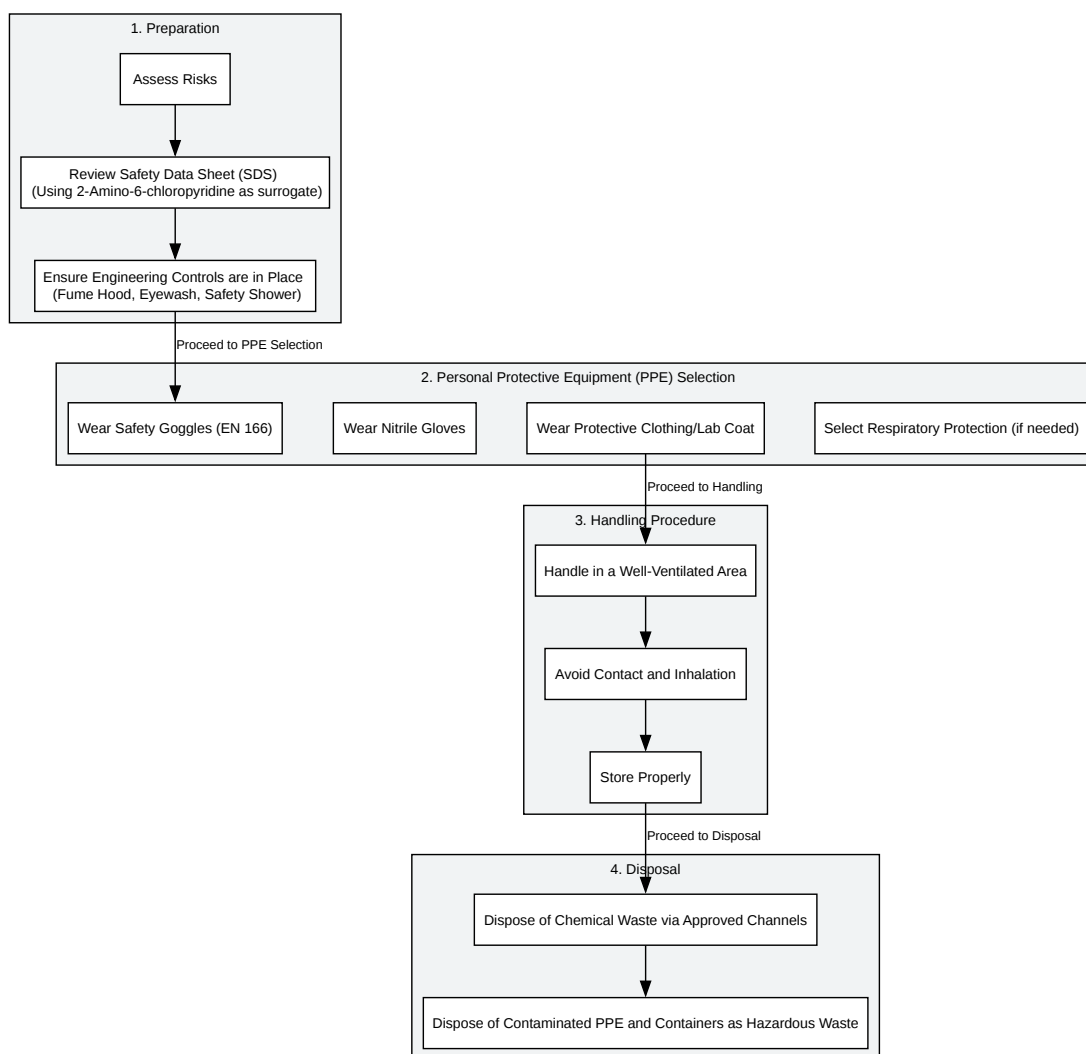 1. Preparation
Assess Risks
Review Safety Data Sheet (SDS)
(Using 2-Amino-6-chloropyridine as surrogate)
Ensure Engineering Controls are in Place
(Fume Hood, Eyewash, Safety Shower)
Proceed to PPE Selection
2. Personal Protective Equipment (PPE) Selection
Wear Safety Goggles (EN 166)
Wear Nitrile Gloves
Wear Protective Clothing/Lab Coat
Select Respiratory Protection (if needed)
Proceed to Handling
3. Handling Procedure
Handle in a Well-Ventilated Area
Avoid Contact and Inhalation
Store Properly
Proceed to Disposal
4. Disposal
Dispose of Chemical Waste via Approved Channels
Dispose of Contaminated PPE and Containers as Hazardous Waste